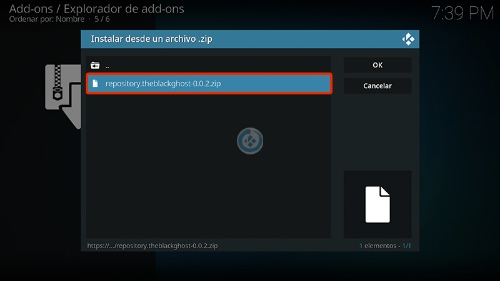 Add-ons / Explorador de add-ons
Ordenar por: Nombre · 5 / 6
7:39 PM
Instalar desde un archivo .zip
..
repository.theblackghost-0.0.2.zip
OK
Cancelar
https://.../repository.theblackghost-0.0.2.zip
1 elementos - 1/1